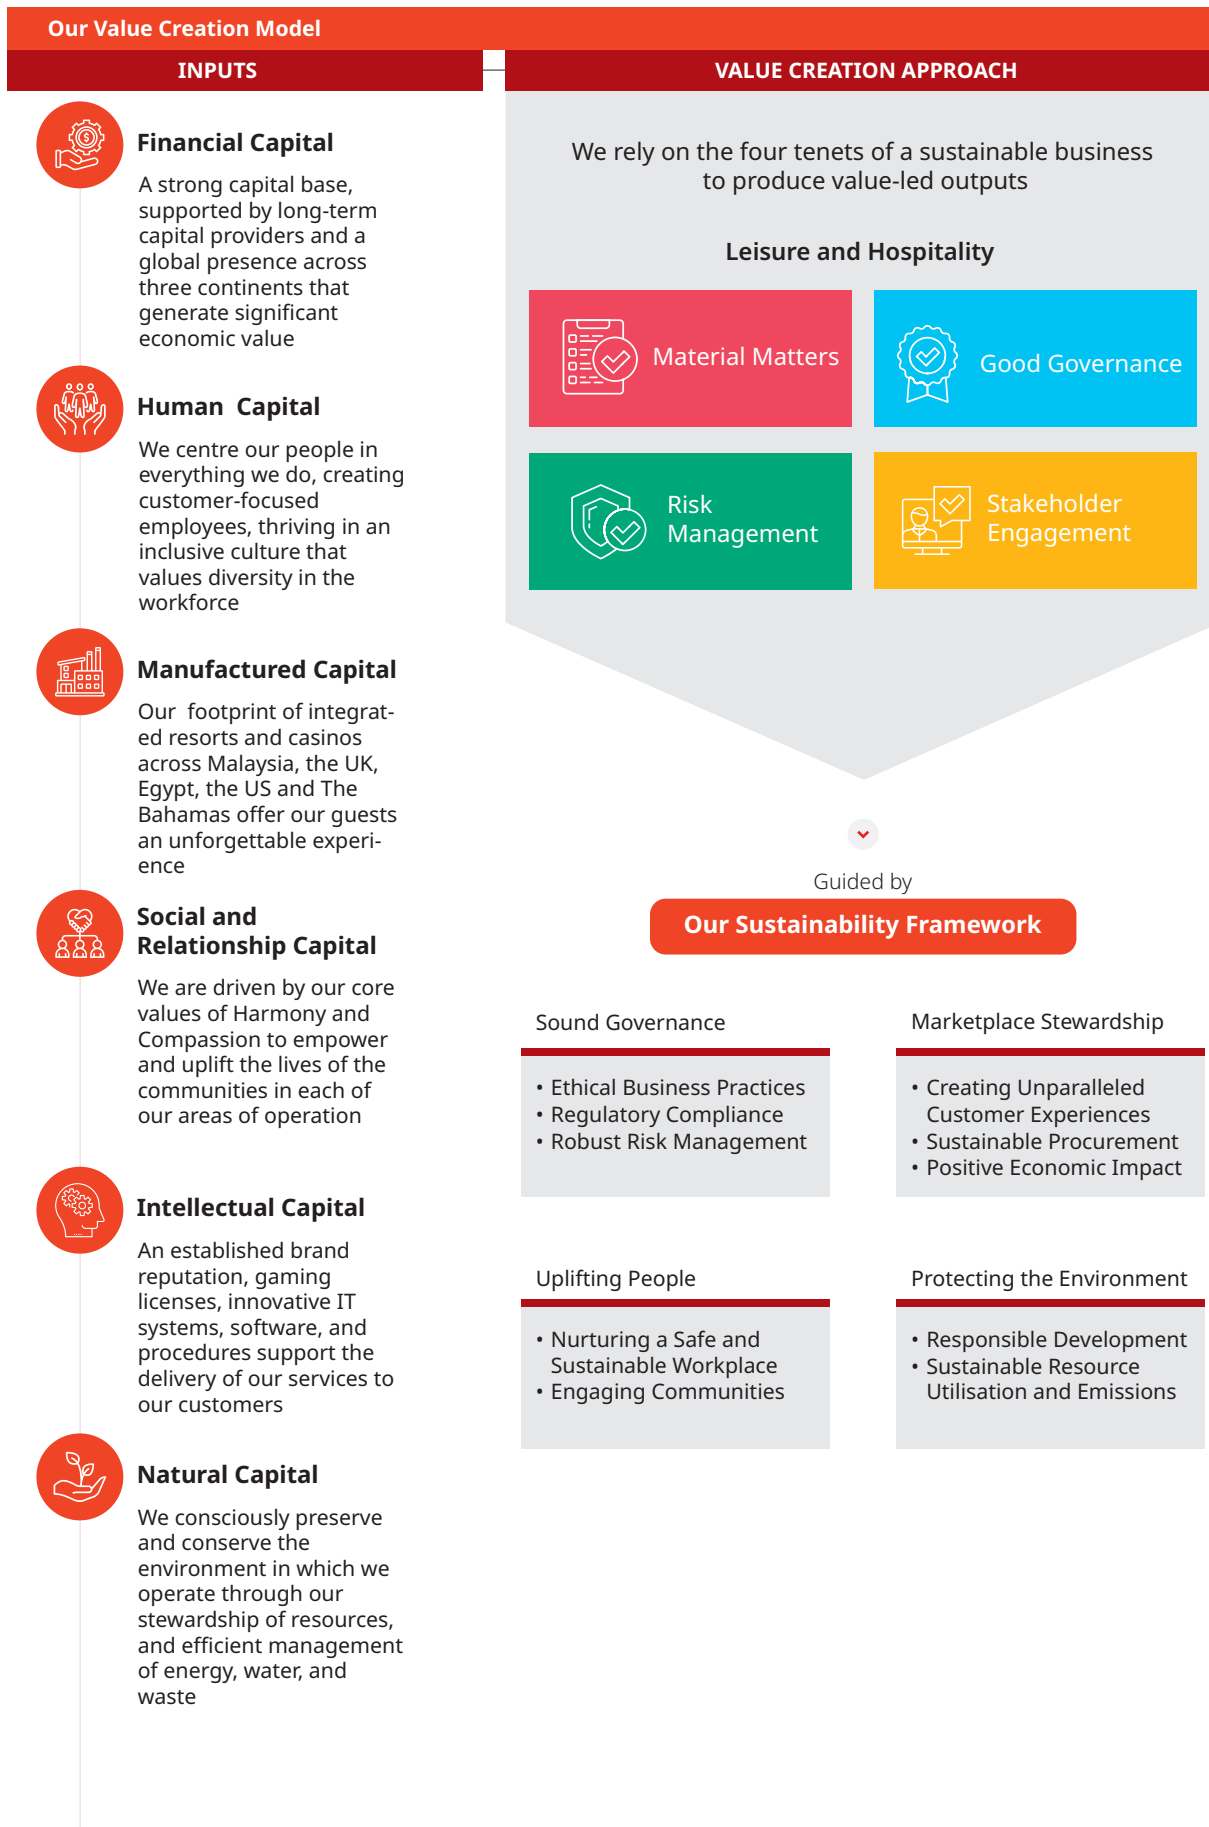 Our Value Creation Model
INPUTS
Financial Capital
A strong capital base,
supported by long-term
capital providers and a
global presence across
three continents that
generate significant
economic value
Human  Capital
We centre our people in
everything we do, creating
customer-focused
employees, thriving in an
inclusive culture that
values diversity in the
workforce
Manufactured Capital
Our  footprint of integrat-
ed resorts and casinos
across Malaysia, the UK,
Egypt, the US and The
Bahamas offer our guests
an unforgettable experi-
ence
Social and
Relationship Capital
We are driven by our core
values of Harmony and
Compassion to empower
and uplift the lives of the
communities in each of
our areas of operation
Intellectual Capital
An established brand
reputation, gaming
licenses, innovative IT
systems, software, and
procedures support the
delivery of our services to
our customers
Natural Capital
We consciously preserve
and conserve the
environment in which we
operate through our
stewardship of resources,
and efficient management
of energy, water, and
waste
VALUE CREATION APPROACH
We rely on the four tenets of a sustainable business
to produce value-led outputs
Leisure and Hospitality
Material Matters
Good Governance
Risk
Management
Stakeholder
Engagement
Guided by
Our Sustainability Framework
Sound Governance
• Ethical Business Practices
• Regulatory Compliance
• Robust Risk Management
Marketplace Stewardship
• Creating Unparalleled
Customer Experiences
• Sustainable Procurement
• Positive Economic Impact
Uplifting People
• Nurturing a Safe and
Sustainable Workplace
• Engaging Communities
Protecting the Environment
• Responsible Development
• Sustainable Resource
Utilisation and Emissions